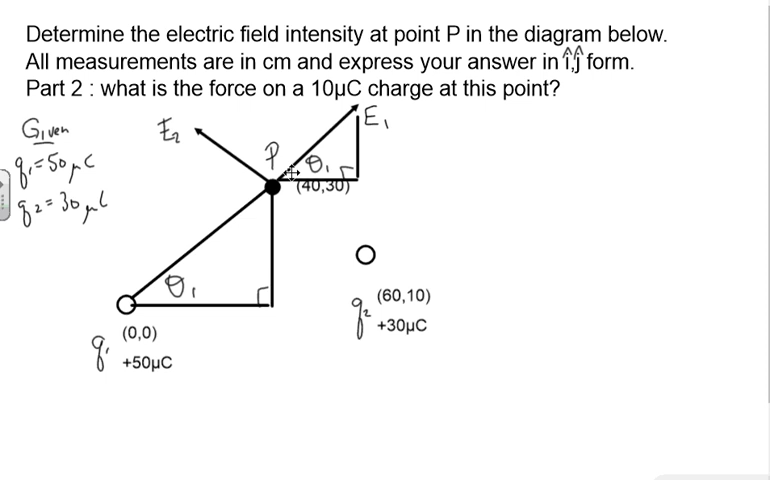 Determine the electric field intensity at point P in the diagram below.
All measurements are in cm and express your answer in î,ĵ form.
Part 2 : what is the force on a 10μC charge at this point?
Given
q₁=50μC
q₂=30μC
E₂
P
θ₁
E₁
(40,30)
θ₁
q₁
(0,0)
+50μC
q₂
(60,10)
+30μC